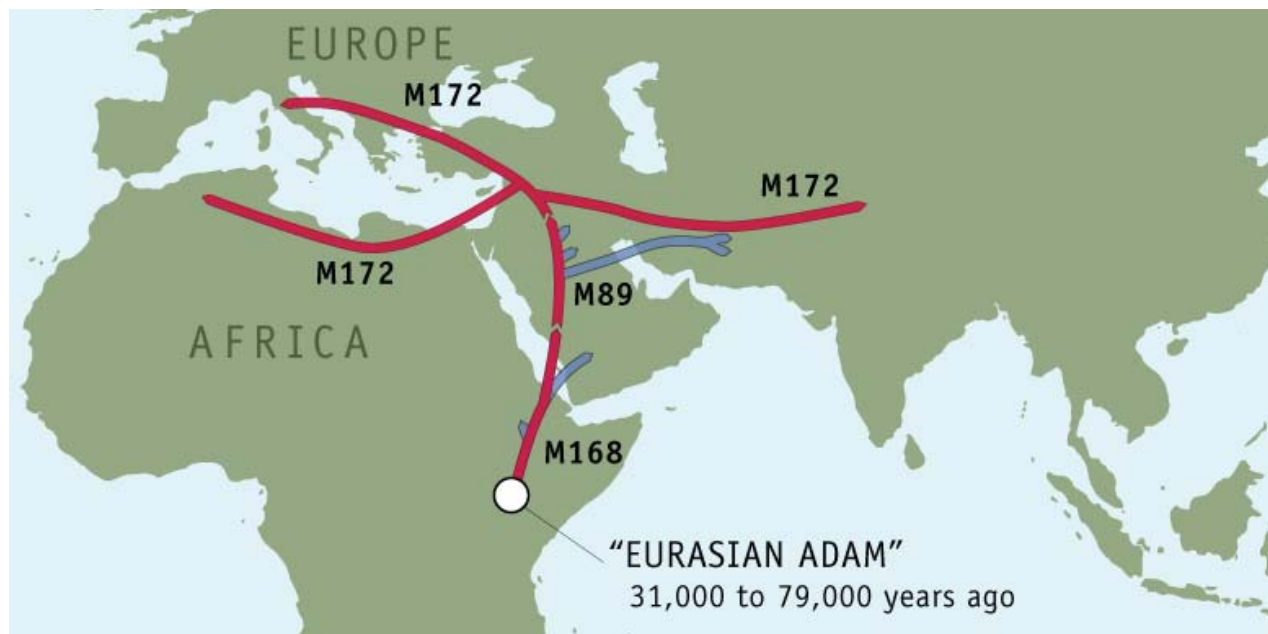 EUROPE
M172
M172
M172
M89
AFRICA
M168
“EURASIAN ADAM”
31,000 to 79,000 years ago